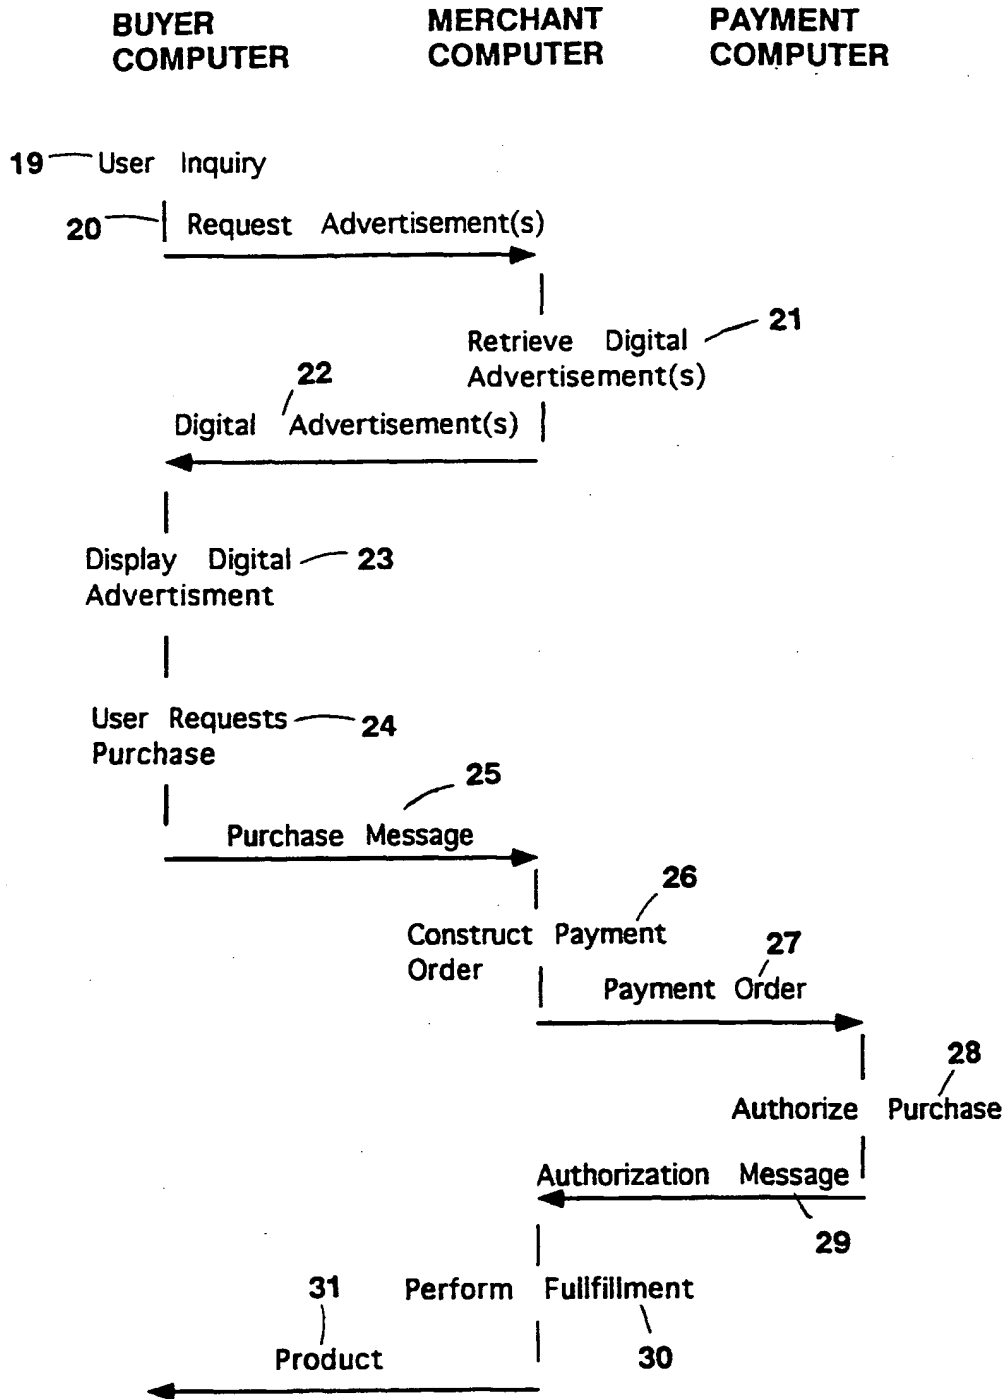 BUYER COMPUTER
MERCHANT COMPUTER
PAYMENT COMPUTER
19 User Inquiry
20 Request Advertisement(s)
21
Retrieve Digital
Advertisement(s)
22
Digital Advertisement(s)
Display Digital 23
Advertisment
User Requests 24
Purchase
25
Purchase Message
26
Construct Payment
Order
27
Payment Order
28
Authorize Purchase
Authorization Message
29
Perform Fullfillment
30
31
Product